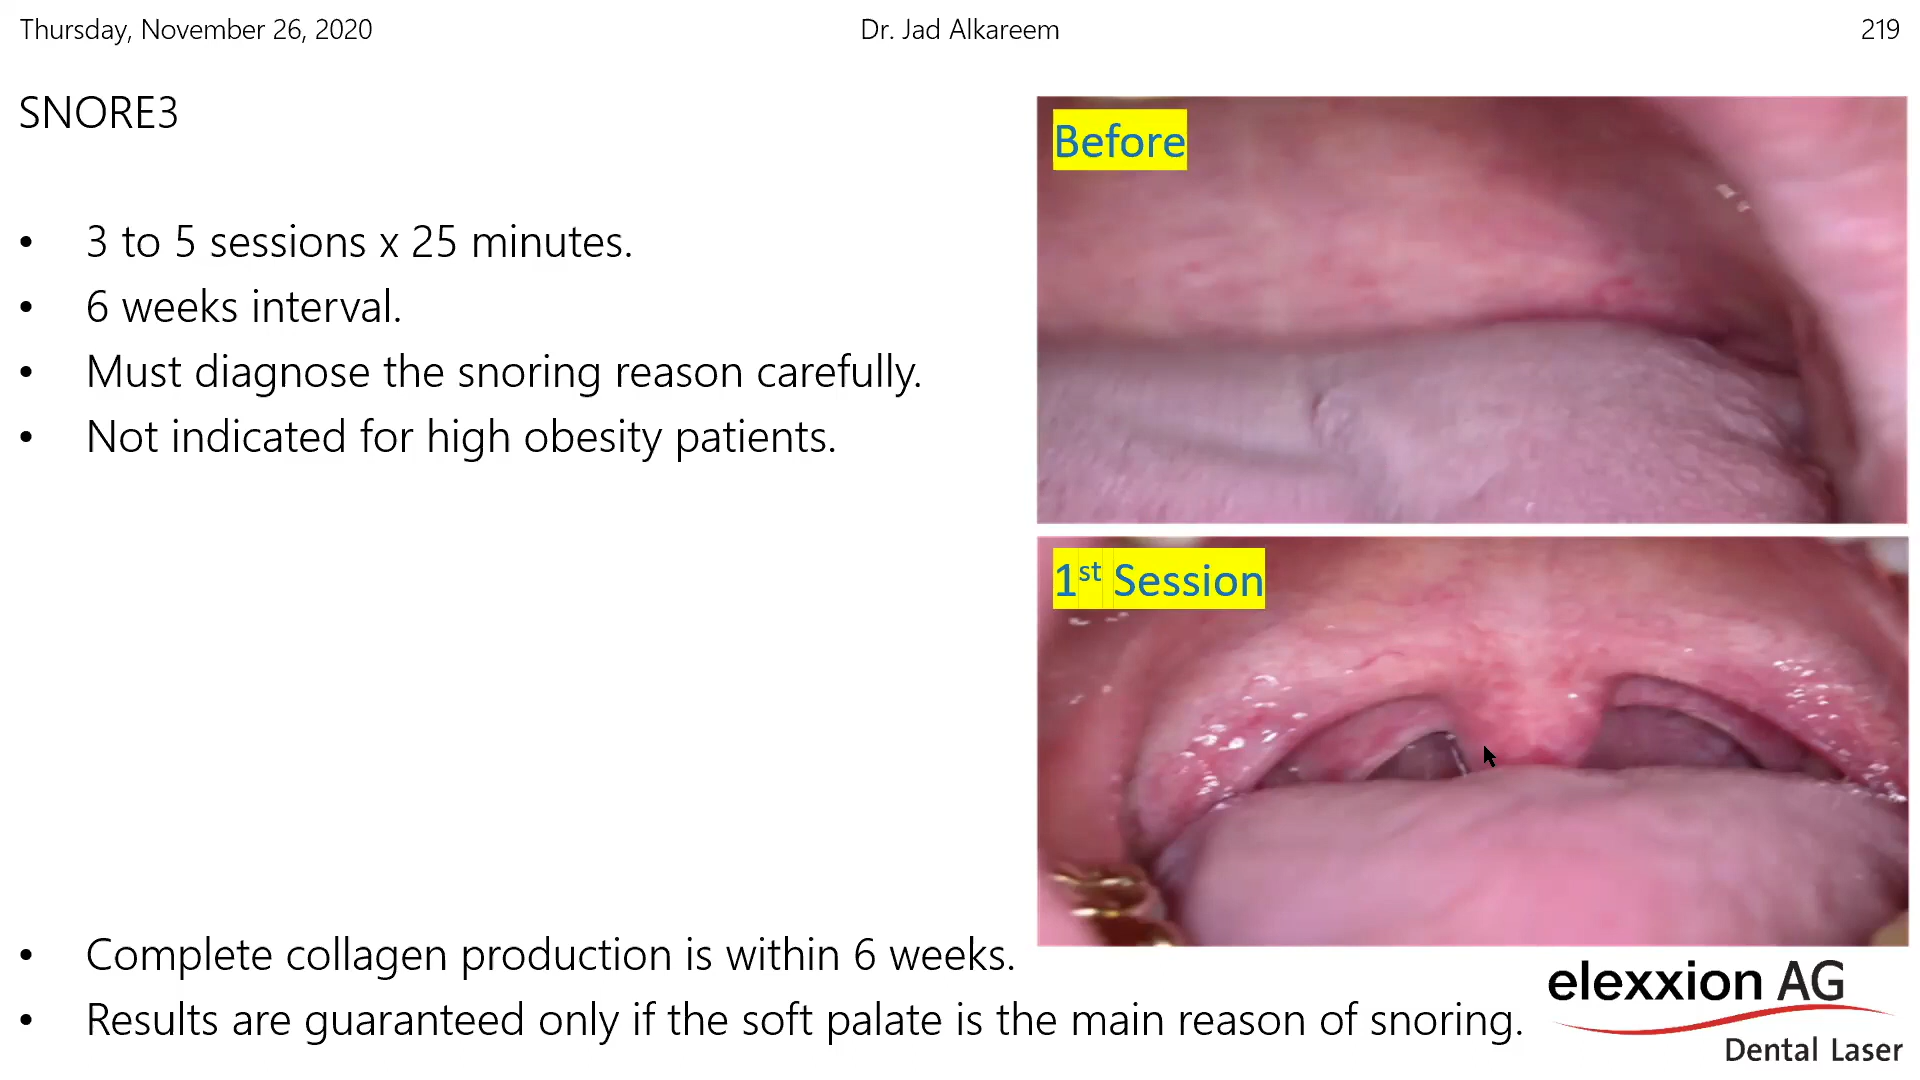 Thursday, November 26, 2020
Dr. Jad Alkareem
219
SNORE3
• 3 to 5 sessions x 25 minutes.
• 6 weeks interval.
• Must diagnose the snoring reason carefully.
• Not indicated for high obesity patients.
Before
1st Session
• Complete collagen production is within 6 weeks.
• Results are guaranteed only if the soft palate is the main reason of snoring.
elexxion AG
Dental Laser